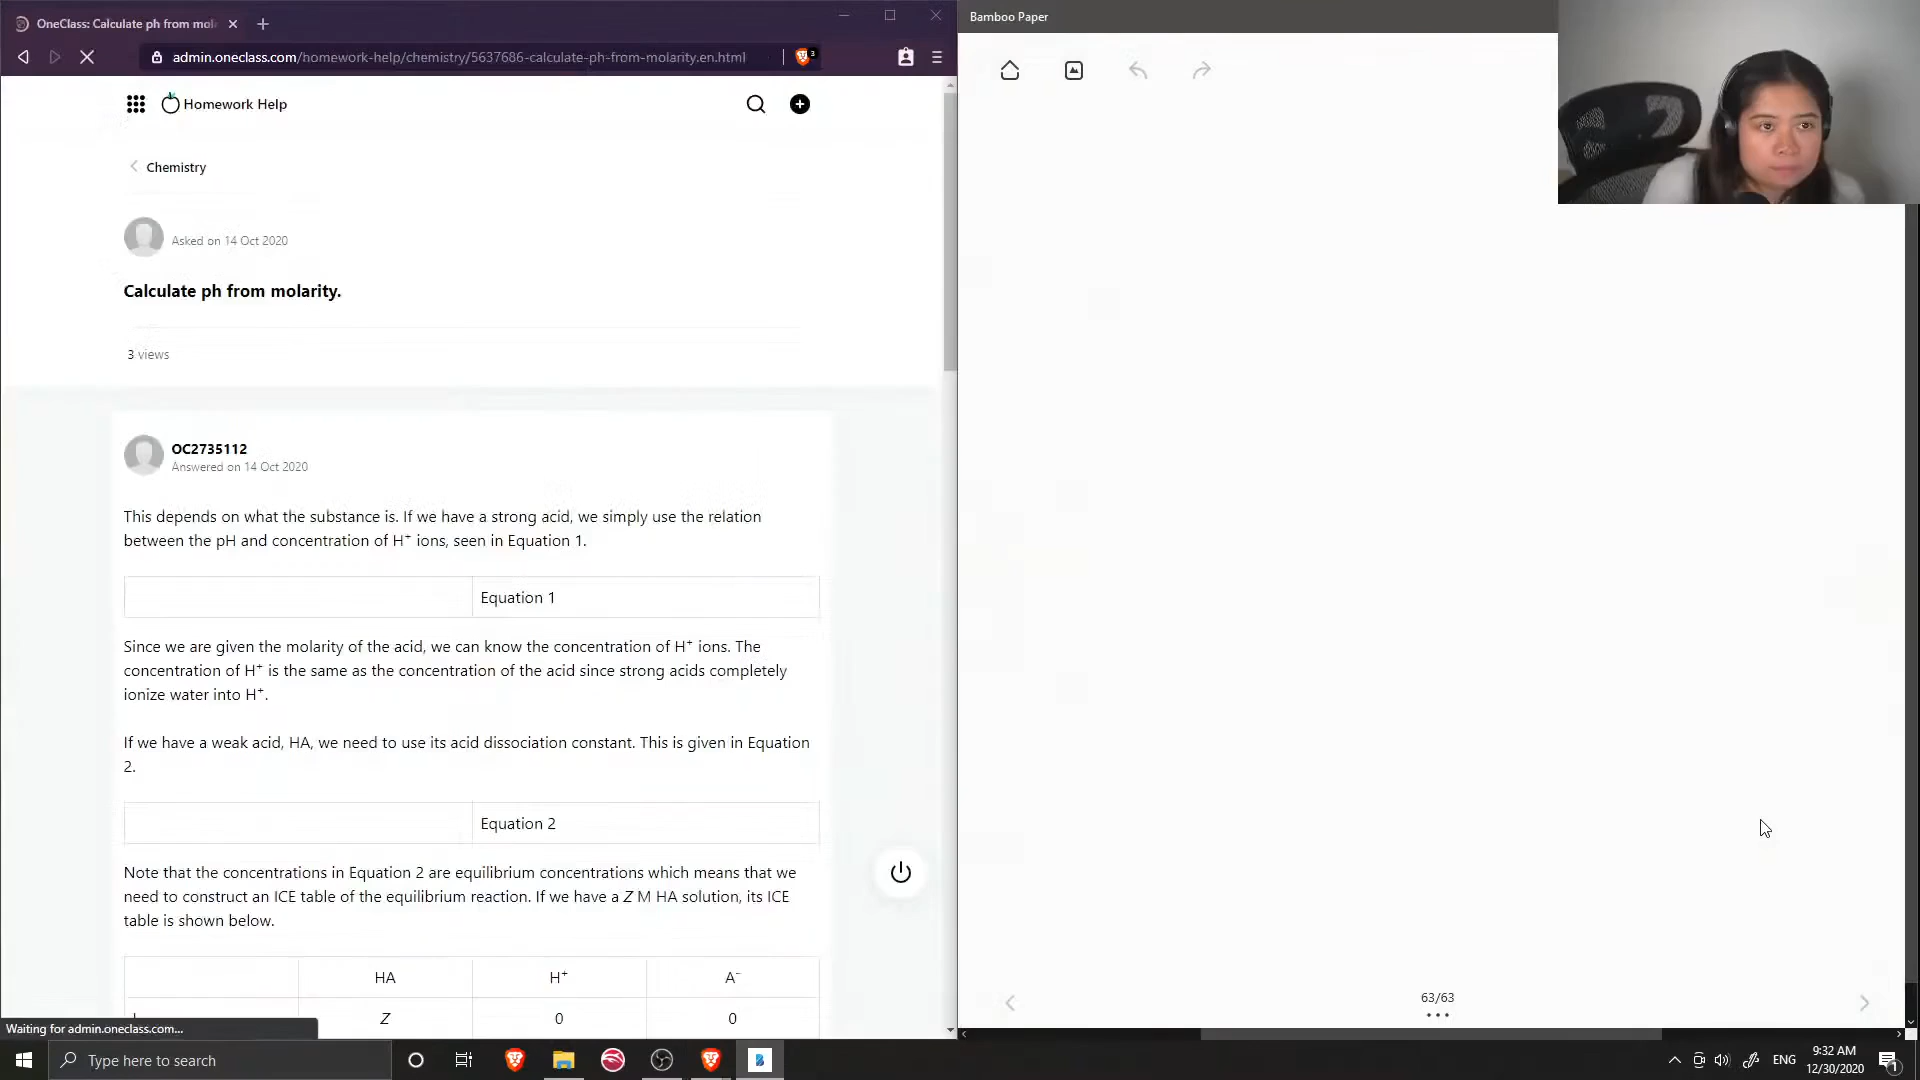 OneClass: Calculate ph from mol
admin.oneclass.com/homework-help/chemistry/5637686-calculate-ph-from-molarity.en.html
3
Homework Help
Chemistry
Asked on 14 Oct 2020
Calculate ph from molarity.
3 views
OC2735112
Answered on 14 Oct 2020
This depends on what the substance is. If we have a strong acid, we simply use the relation
between the pH and concentration of H⁺ ions, seen in Equation 1.
Equation 1
Since we are given the molarity of the acid, we can know the concentration of H⁺ ions. The
concentration of H⁺ is the same as the concentration of the acid since strong acids completely
ionize water into H⁺.
If we have a weak acid, HA, we need to use its acid dissociation constant. This is given in Equation
2.
Equation 2
Note that the concentrations in Equation 2 are equilibrium concentrations which means that we
need to construct an ICE table of the equilibrium reaction. If we have a Z M HA solution, its ICE
table is shown below.
HA H⁺ A⁻
Z 0 0
Waiting for admin.oneclass.com...
Bamboo Paper
63/63
Type here to search
ENG
9:32 AM
12/30/2020
1